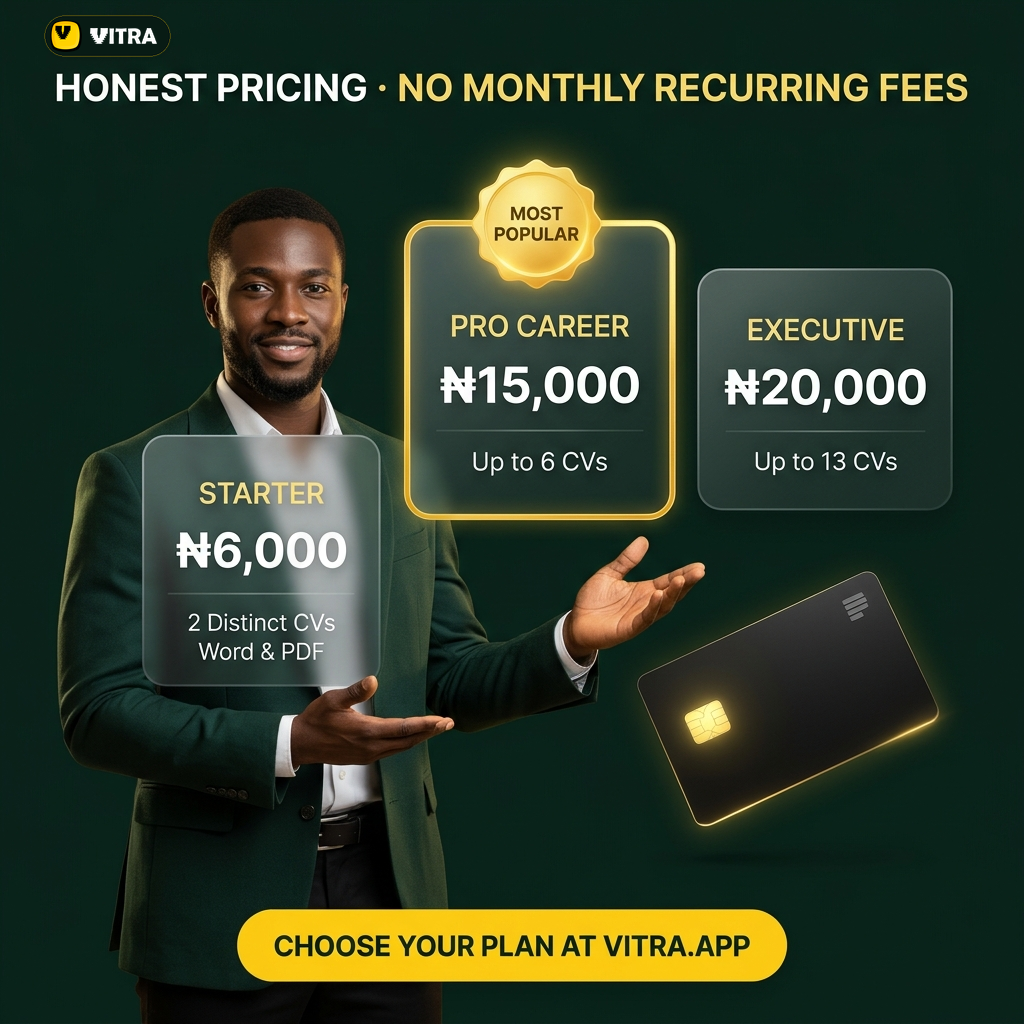 VITRA
HONEST PRICING · NO MONTHLY RECURRING FEES
MOST
POPULAR
PRO CAREER
₦15,000
Up to 6 CVs
EXECUTIVE
₦20,000
Up to 13 CVs
STARTER
₦6,000
2 Distinct CVs
Word & PDF
CHOOSE YOUR PLAN AT VITRA.APP